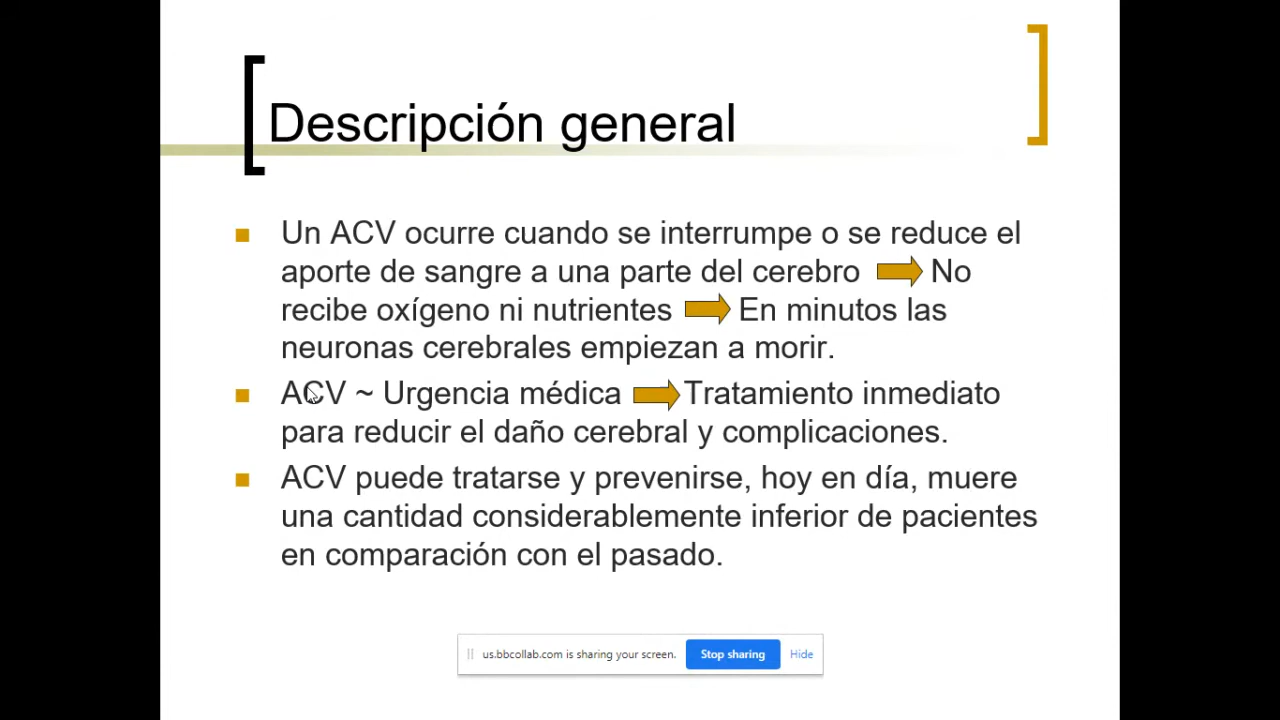 Descripción general
Un ACV ocurre cuando se interrumpe o se reduce el
aporte de sangre a una parte del cerebro No
recibe oxígeno ni nutrientes En minutos las
neuronas cerebrales empiezan a morir.
ACV ~ Urgencia médica Tratamiento inmediato
para reducir el daño cerebral y complicaciones.
ACV puede tratarse y prevenirse, hoy en día, muere
una cantidad considerablemente inferior de pacientes
en comparación con el pasado.
us.bbcollab.com is sharing your screen. Stop sharing Hide